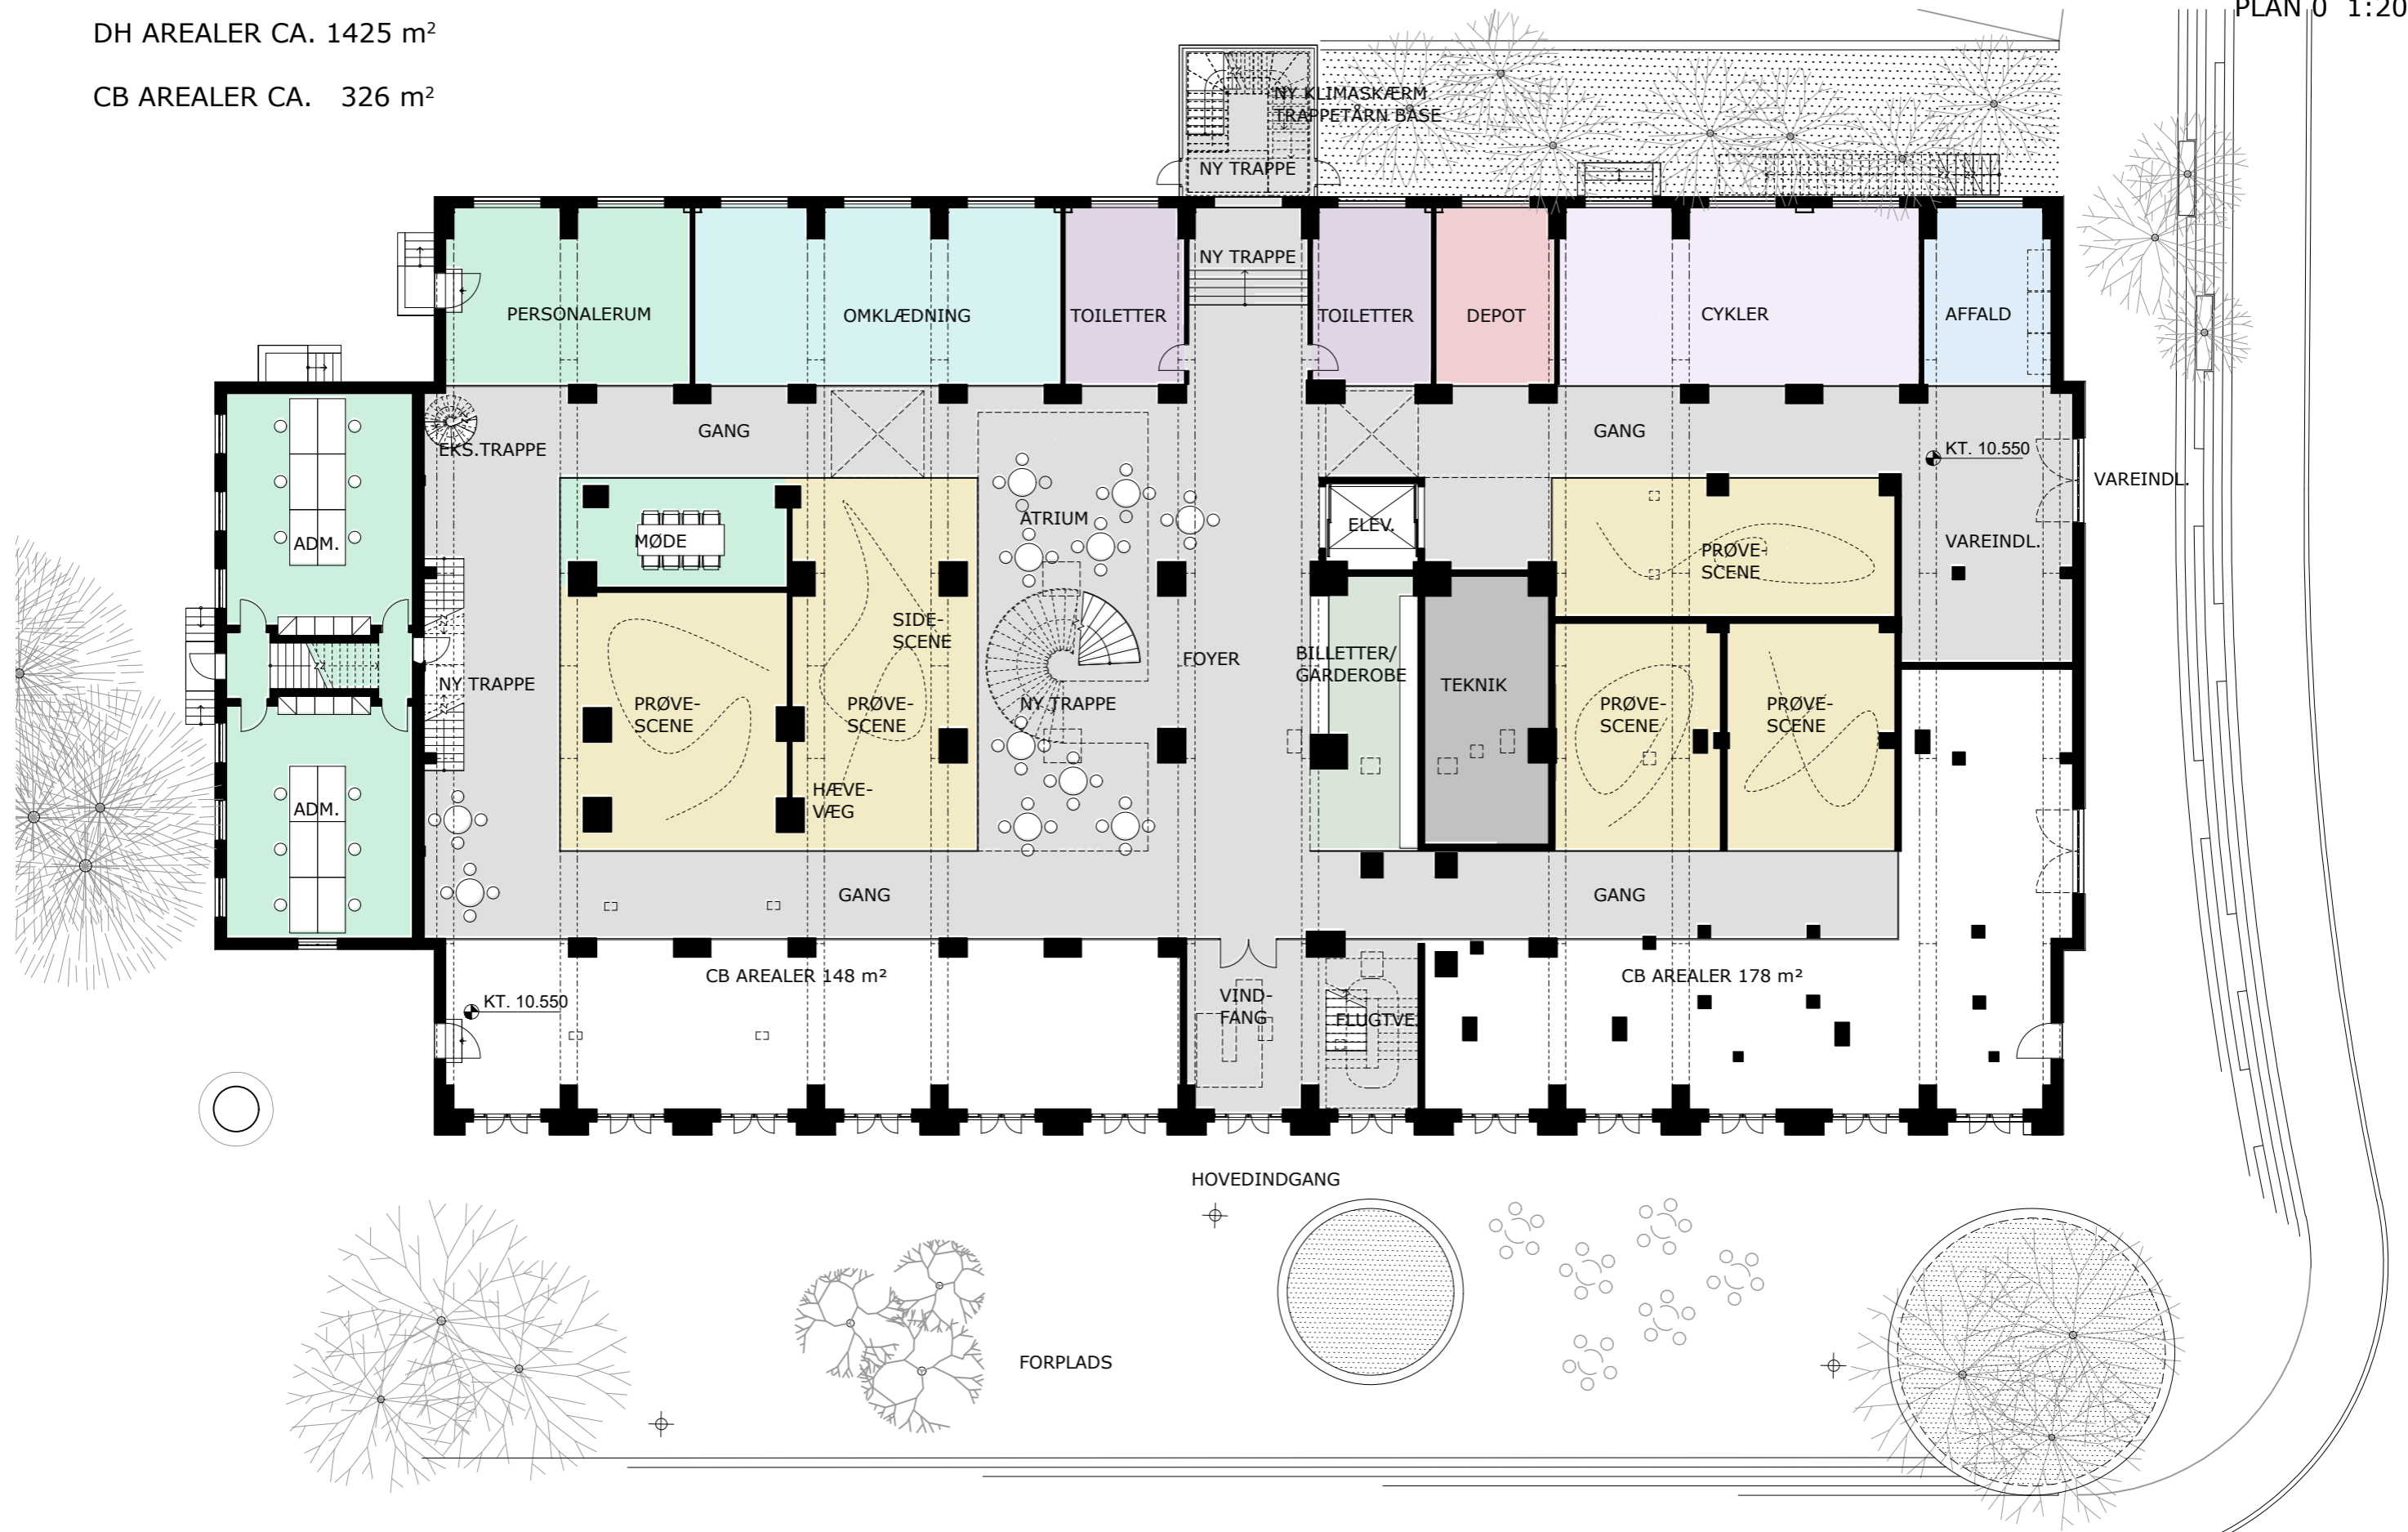 DH AREALER CA. 1425 m²
PLAN 0 1:20
CB AREALER CA. 326 m²
NY KLIMASKÆRM
TRAPPETÅRN BASE
NY TRAPPE
NY TRAPPE
PERSONALERUM
OMKLÆDNING
TOILETTER
TOILETTER
DEPOT
CYKLER
AFFALD
EKS.TRAPPE
GANG
GANG
KT. 10.550
VAREINDL.
ADM.
MØDE
ATRIUM
ELEV.
PRØVE-
SCENE
VAREINDL.
SIDE-
SCENE
FOYER
BILLETTER/
GARDEROBE
TEKNIK
NY TRAPPE
PRØVE-
SCENE
PRØVE-
SCENE
NY TRAPPE
PRØVE-
SCENE
PRØVE-
SCENE
ADM.
HÆVE-
VÆG
GANG
GANG
CB AREALER 148 m²
CB AREALER 178 m²
KT. 10.550
VIND-
FANG
FLUGTVE
HOVEDINDGANG
FORPLADS